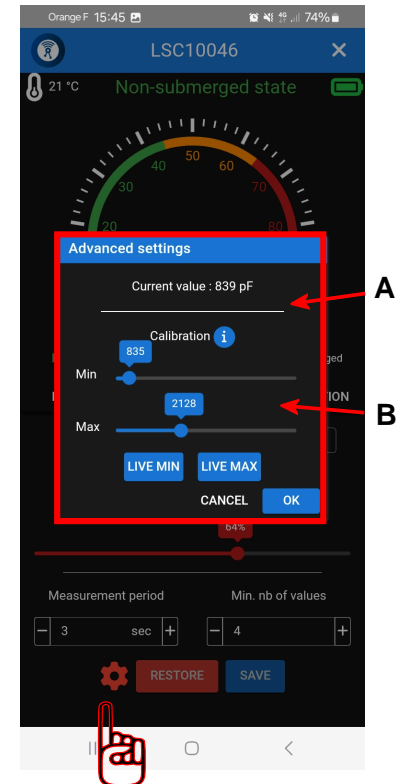 Orange F 15:45 74%
LSC10046 ×
21 °C Non-submerged state
50
40 60
30 70
20 80
Advanced settings
Current value : 839 pF
A
Calibration i
835
Min
ged
2128
ION
B
Max
LIVE MIN LIVE MAX
CANCEL OK
64%
Measurement period Min. nb of values
− 3 sec + − 4 +
RESTORE SAVE